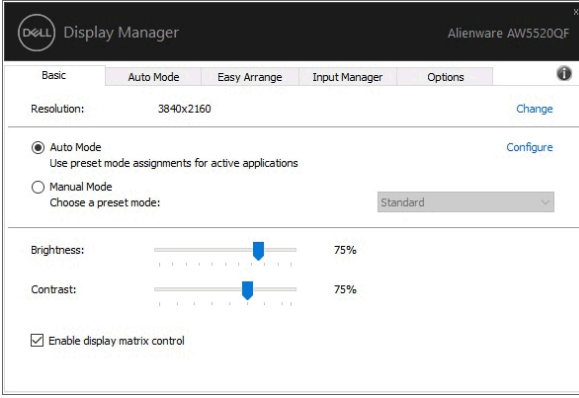 DELL Display Manager Alienware AW5520QF
Basic Auto Mode Easy Arrange Input Manager Options
Resolution: 3840x2160 Change
Auto Mode Configure
Use preset mode assignments for active applications
Manual Mode
Choose a preset mode: Standard
Brightness: 75%
Contrast: 75%
Enable display matrix control